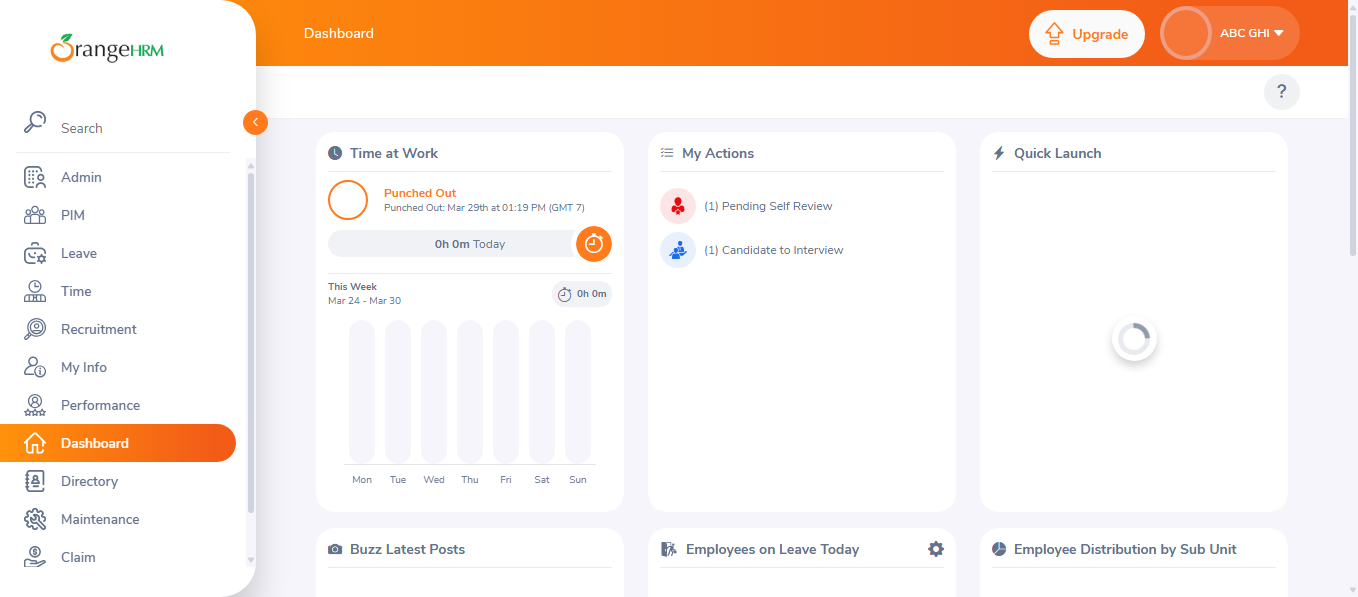 OrangeHRM
Search
Admin
PIM
Leave
Time
Recruitment
My Info
Performance
Dashboard
Directory
Maintenance
Claim
Dashboard
Upgrade
ABC GHI
?
Time at Work
Punched Out
Punched Out: Mar 29th at 01:19 PM (GMT 7)
0h 0m Today
This Week
Mar 24 - Mar 30
0h 0m
Mon Tue Wed Thu Fri Sat Sun
My Actions
(1) Pending Self Review
(1) Candidate to Interview
Quick Launch
Buzz Latest Posts
Employees on Leave Today
Employee Distribution by Sub Unit